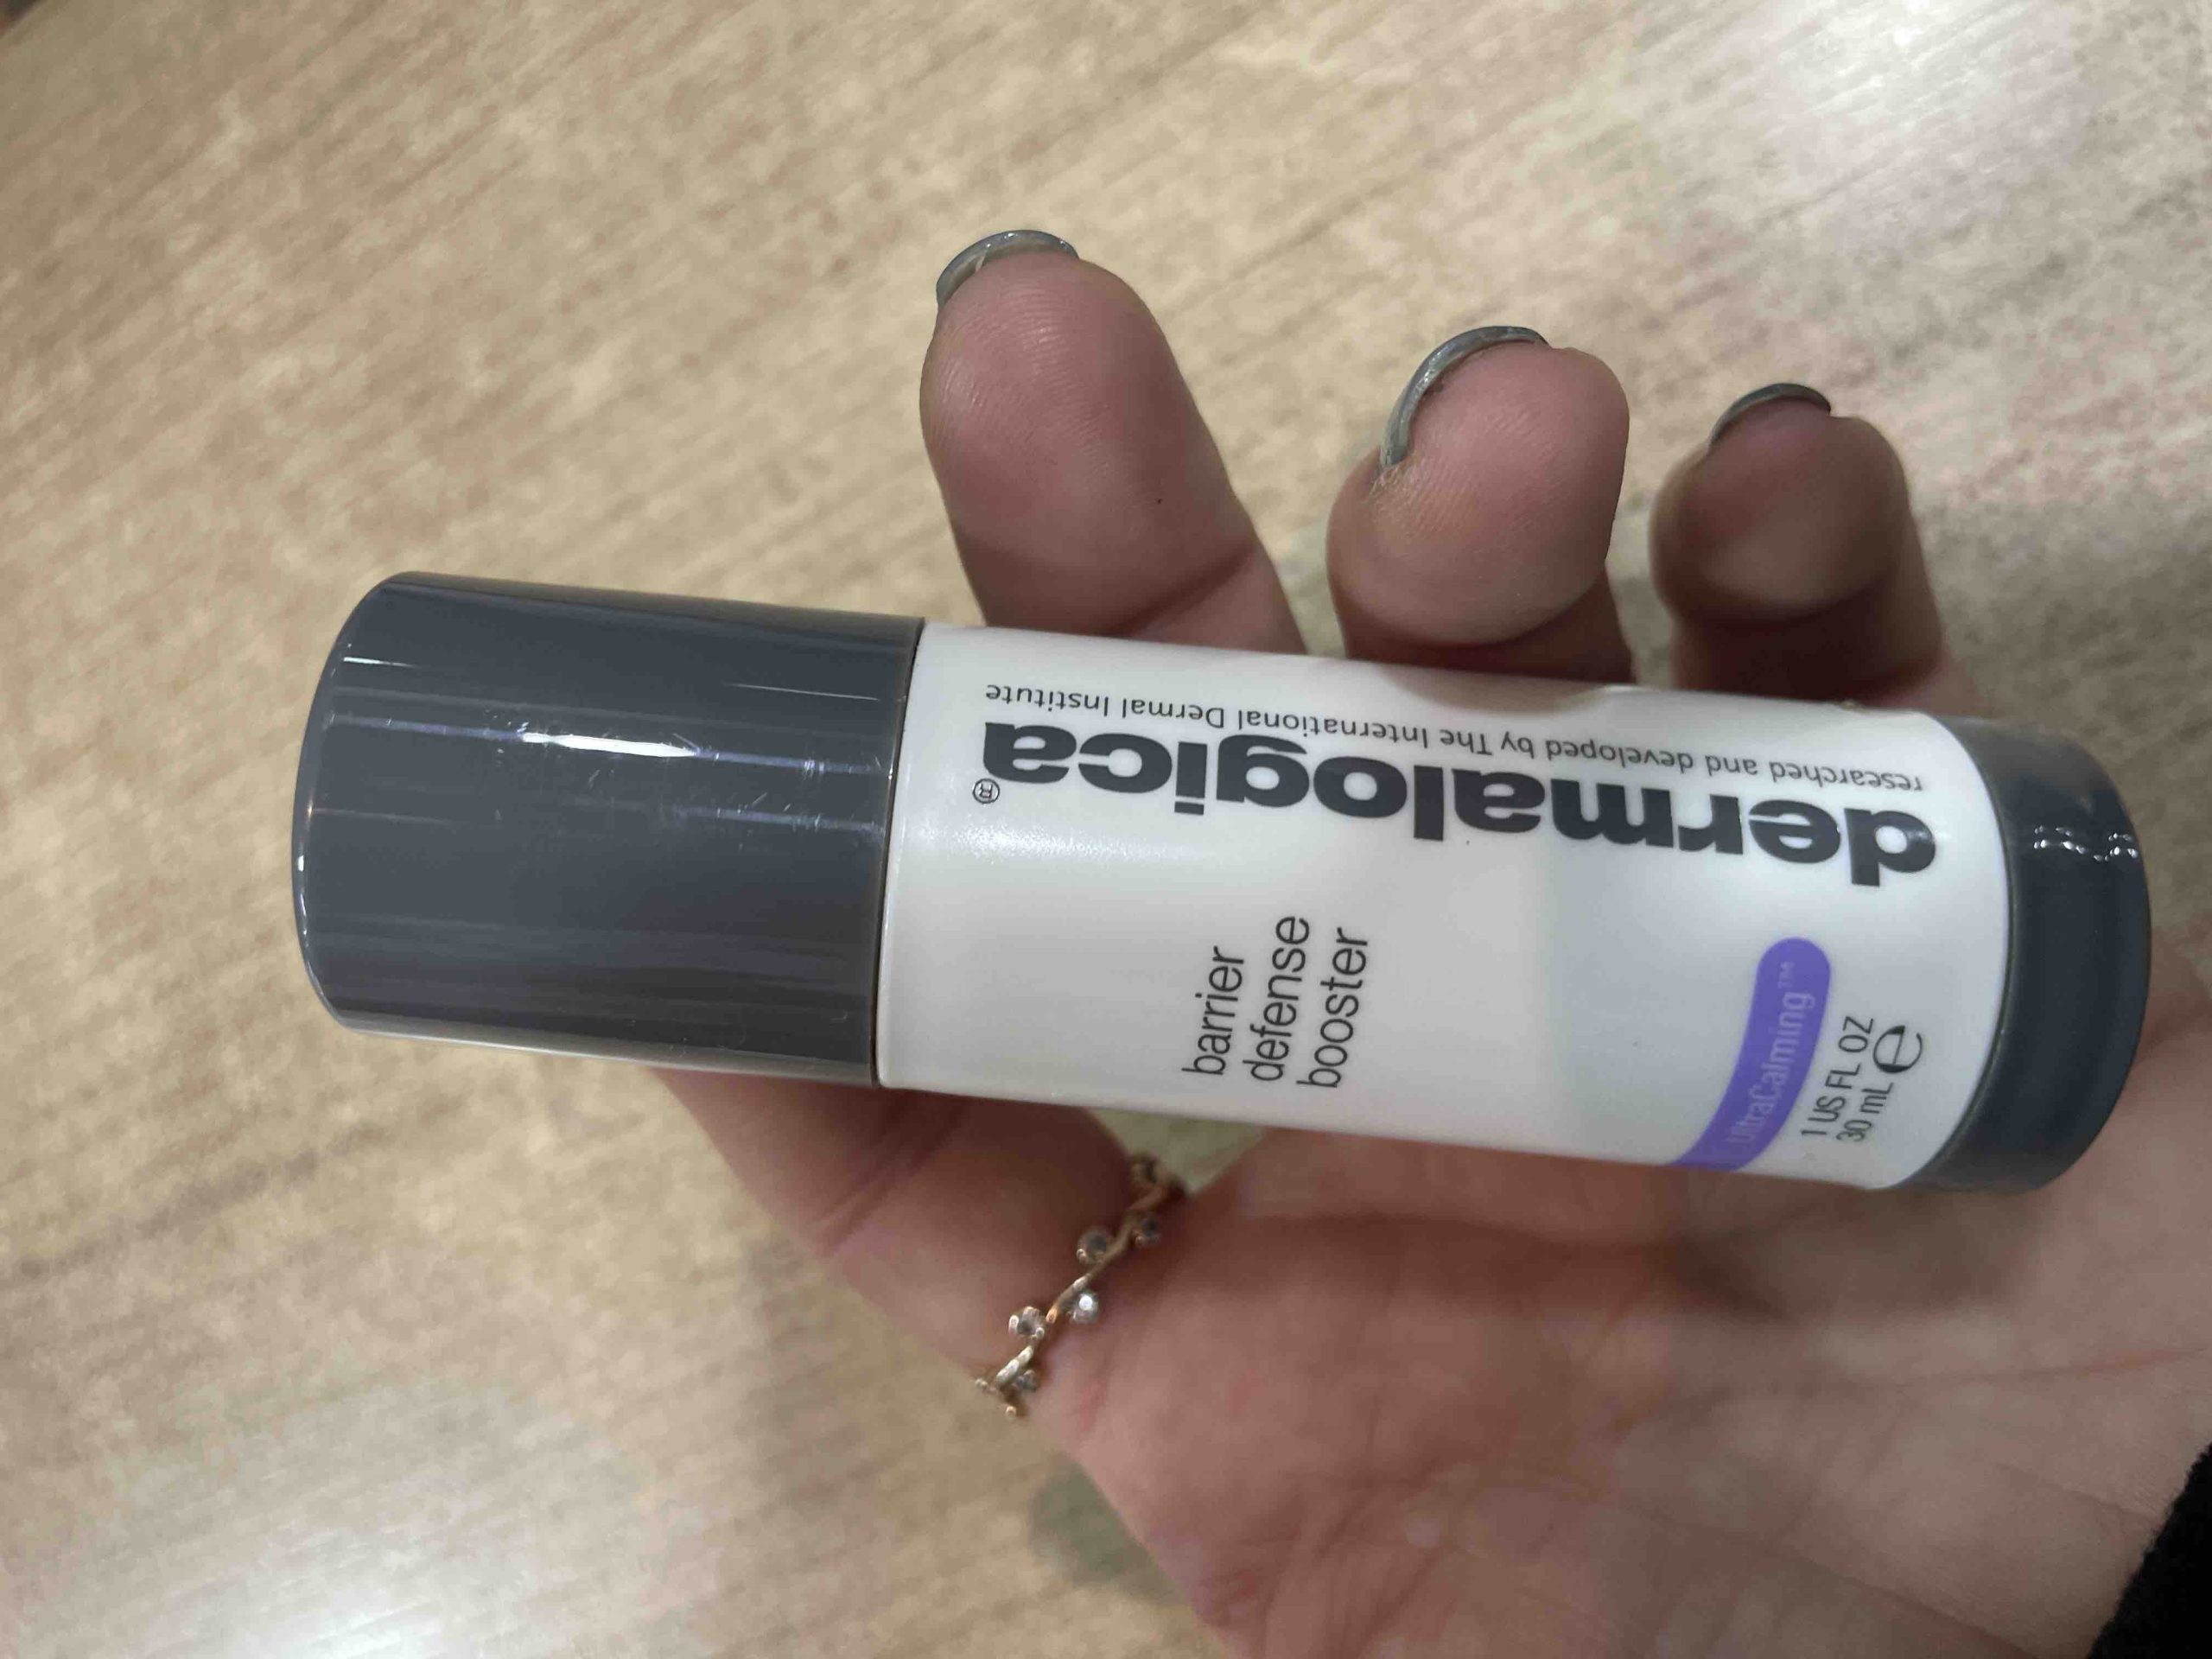 dermalogica®
researched and developed by The International Dermal Institute
barrier
defense
booster
UltraCalming™
1 US FL OZ
30 mL ℮